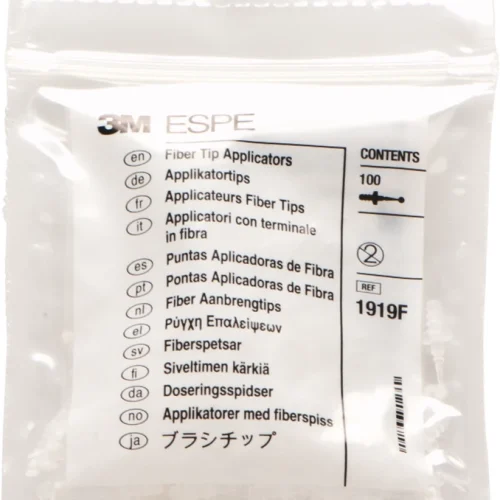 3M ESPE
en Fiber Tip Applicators
de Applikatortips
fr Applicateurs Fiber Tips
it Applicatori con terminale
in fibra
es Puntas Aplicadoras de Fibra
pt Pontas Aplicadoras de Fibra
nl Fiber Aanbrengtips
el Ρύγχη Επαλείψεων
sv Fiberspetsar
fi Siveltimen kärkiä
da Doseringsspidser
no Applikatorer med fiberspiss
ja ブラシチップ
CONTENTS
100
2
REF
1919F